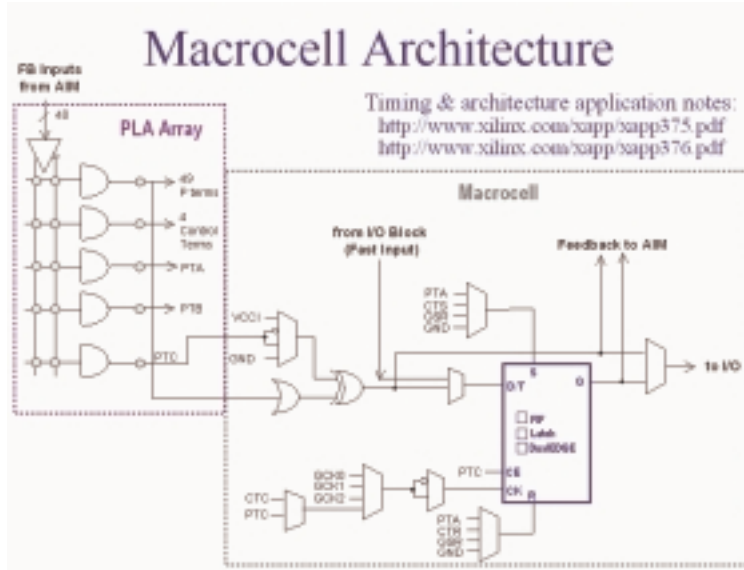 Macrocell Architecture
FB Inputs
from AIM
40
PLA Array
Timing & architecture application notes:
http://www.xilinx.com/xapp/xapp375.pdf
http://www.xilinx.com/xapp/xapp376.pdf
49
P terms
4
Control
Terms
PTA
PTB
PTC
Macrocell
from I/O Block
(Fast Input)
Feedback to AIM
PTA
CTS
GSR
GND
VCCI
GND
S
D/T
Q
to I/O
FF
Latch
DualEDGE
PTC
CE
CK
R
GCK0
GCK1
GCK2
CTC
PTC
PTA
CTR
GSR
GND